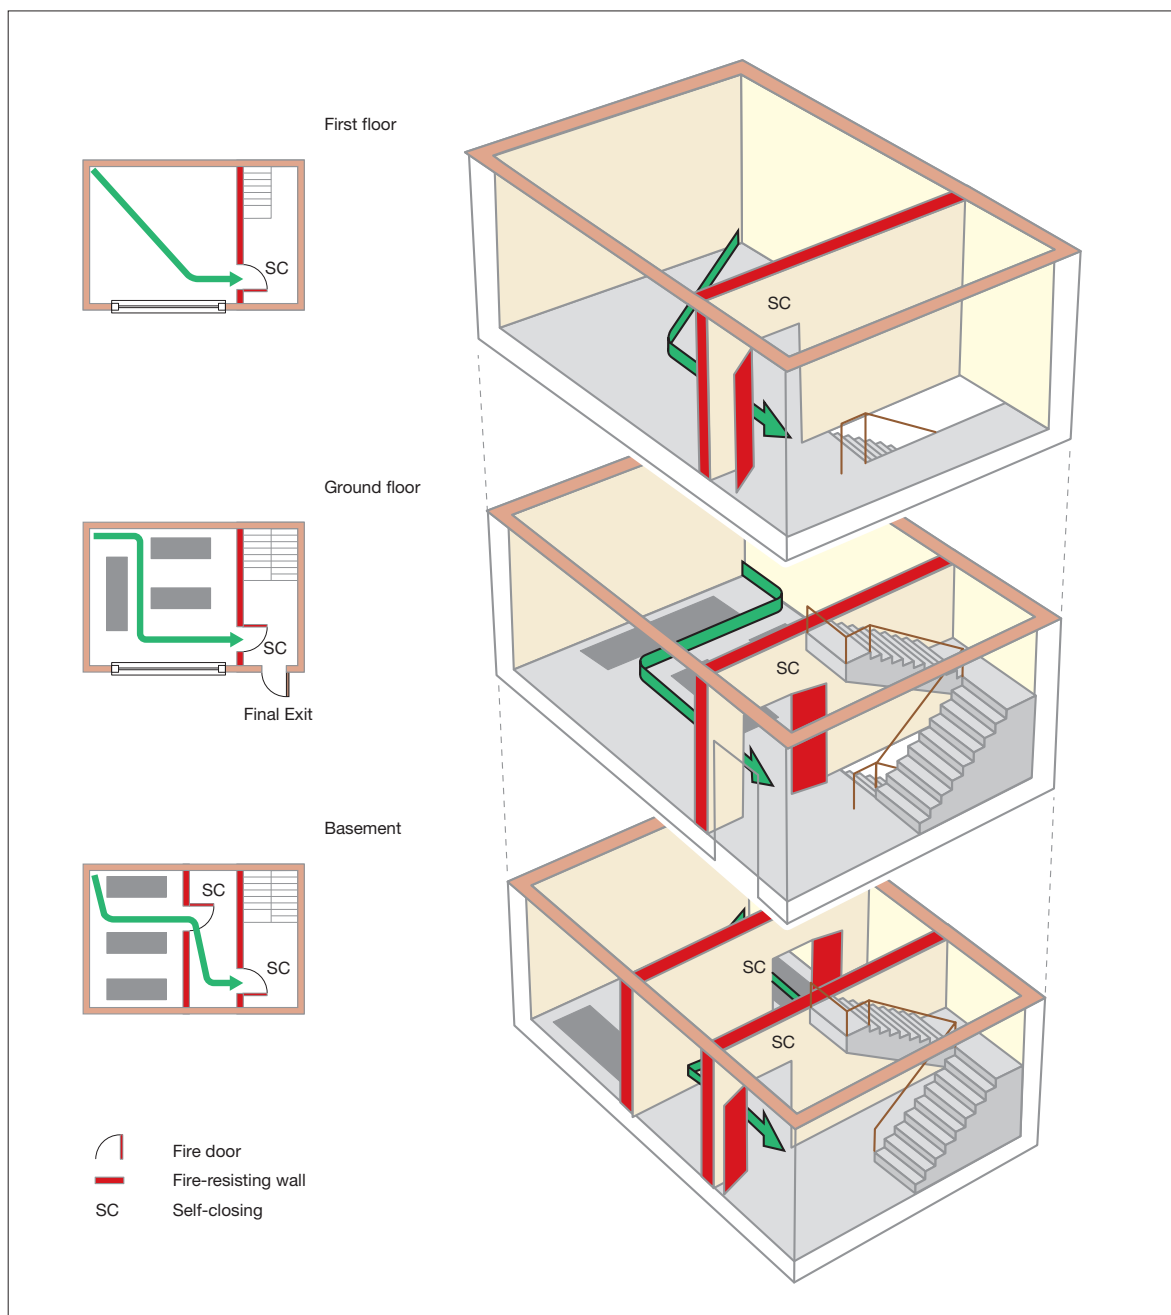 First floor
SC
SC
Ground floor
SC
SC
Final Exit
Basement
SC
SC
SC
SC
Fire door
Fire-resisting wall
SC Self-closing